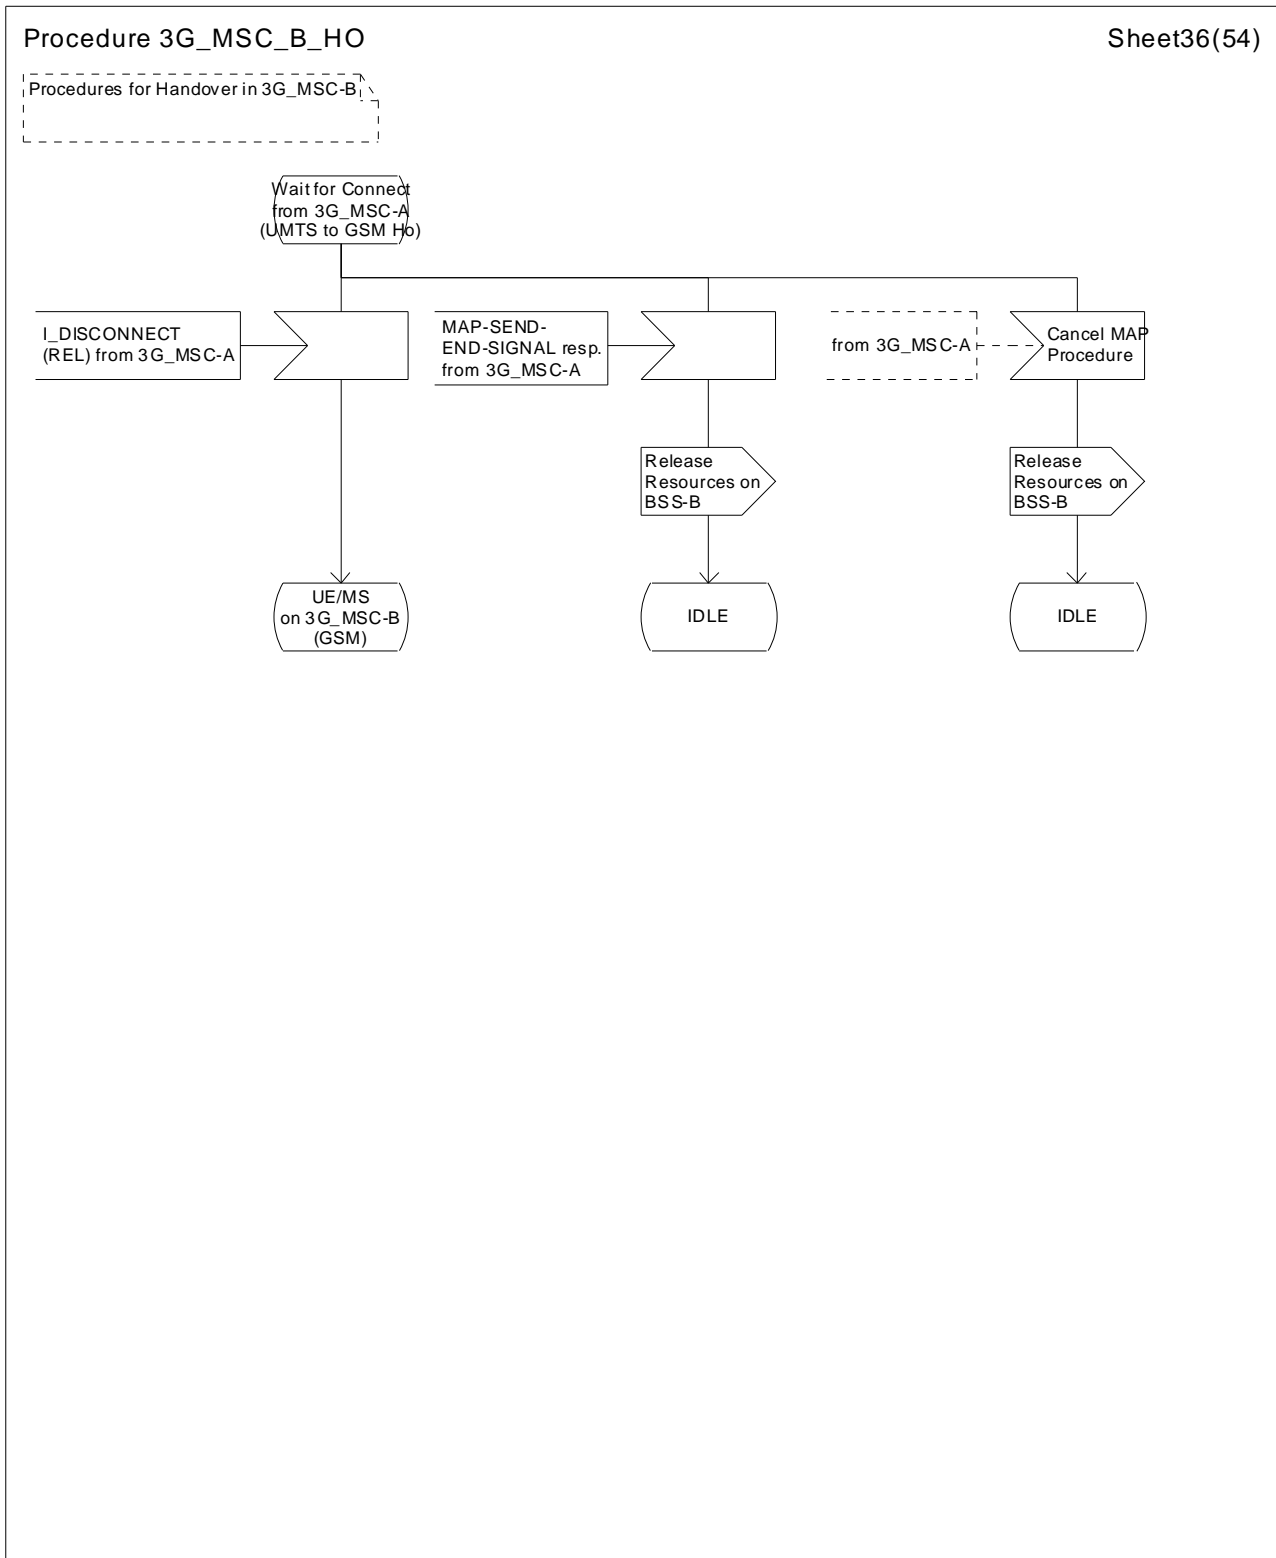 Procedure 3G_MSC_B_HO
Sheet36(54)
Procedures for Handover in 3G_MSC-B
Wait for Connect
from 3G_MSC-A
(UMTS to GSM Ho)
I_DISCONNECT
(REL) from 3G_MSC-A
MAP-SEND-
END-SIGNAL resp.
from 3G_MSC-A
from 3G_MSC-A
Cancel MAP
Procedure
Release
Resources on
BSS-B
Release
Resources on
BSS-B
UE/MS
on 3G_MSC-B
(GSM)
IDLE
IDLE